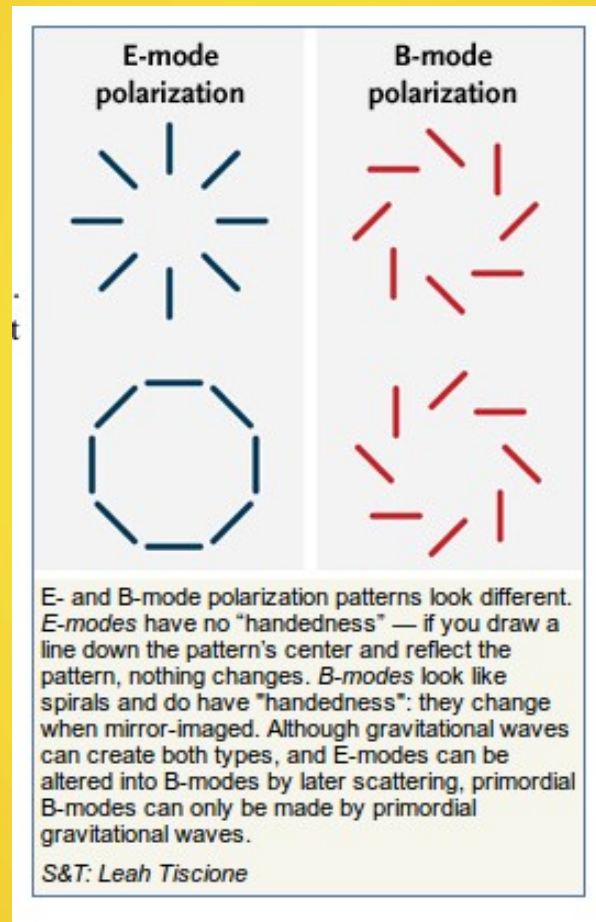 E-mode
polarization
B-mode
polarization
.
t
E- and B-mode polarization patterns look different.
E-modes have no “handedness” — if you draw a
line down the pattern's center and reflect the
pattern, nothing changes. B-modes look like
spirals and do have "handedness": they change
when mirror-imaged. Although gravitational waves
can create both types, and E-modes can be
altered into B-modes by later scattering, primordial
B-modes can only be made by primordial
gravitational waves.
S&T: Leah Tiscione